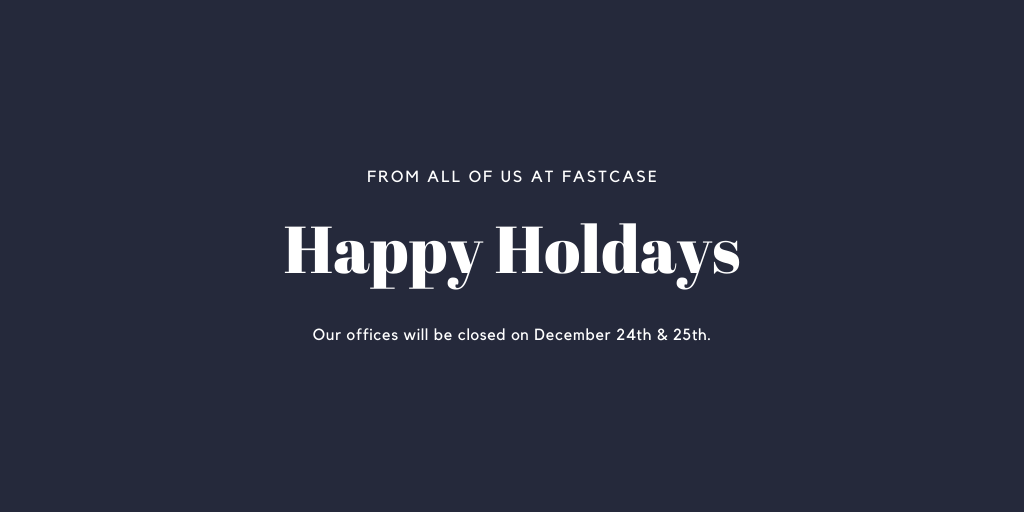 FROM ALL OF US AT FASTCASE
Happy Holdays
Our offices will be closed on December 24th & 25th.